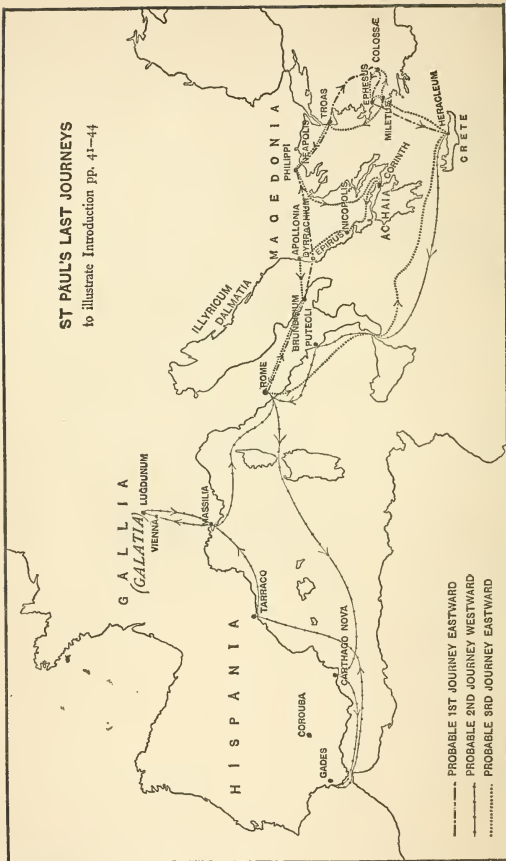 ST PAUL'S LAST JOURNEYS
to illustrate Introduction pp. 41–44
GALLIA
(GALATIA)
LUGDUNUM
VIENNA
MASSILIA
HISPANIA
TARRACO
CARTHAGO NOVA
CORDUBA
GADES
ILLYRICUM
DALMATIA
ROME
BRUNDISIUM
PUTEOLI
MACEDONIA
APOLLONIA
DYRRACHIUM
EPIRUS
NICOPOLIS
PHILIPPI
NEAPOLIS
TROAS
ACHAIA
CORINTH
EPHESUS
COLOSSÆ
MILETUS
HERACLEUM
CRETE
PROBABLE 1ST JOURNEY EASTWARD
PROBABLE 2ND JOURNEY WESTWARD
PROBABLE 3RD JOURNEY EASTWARD